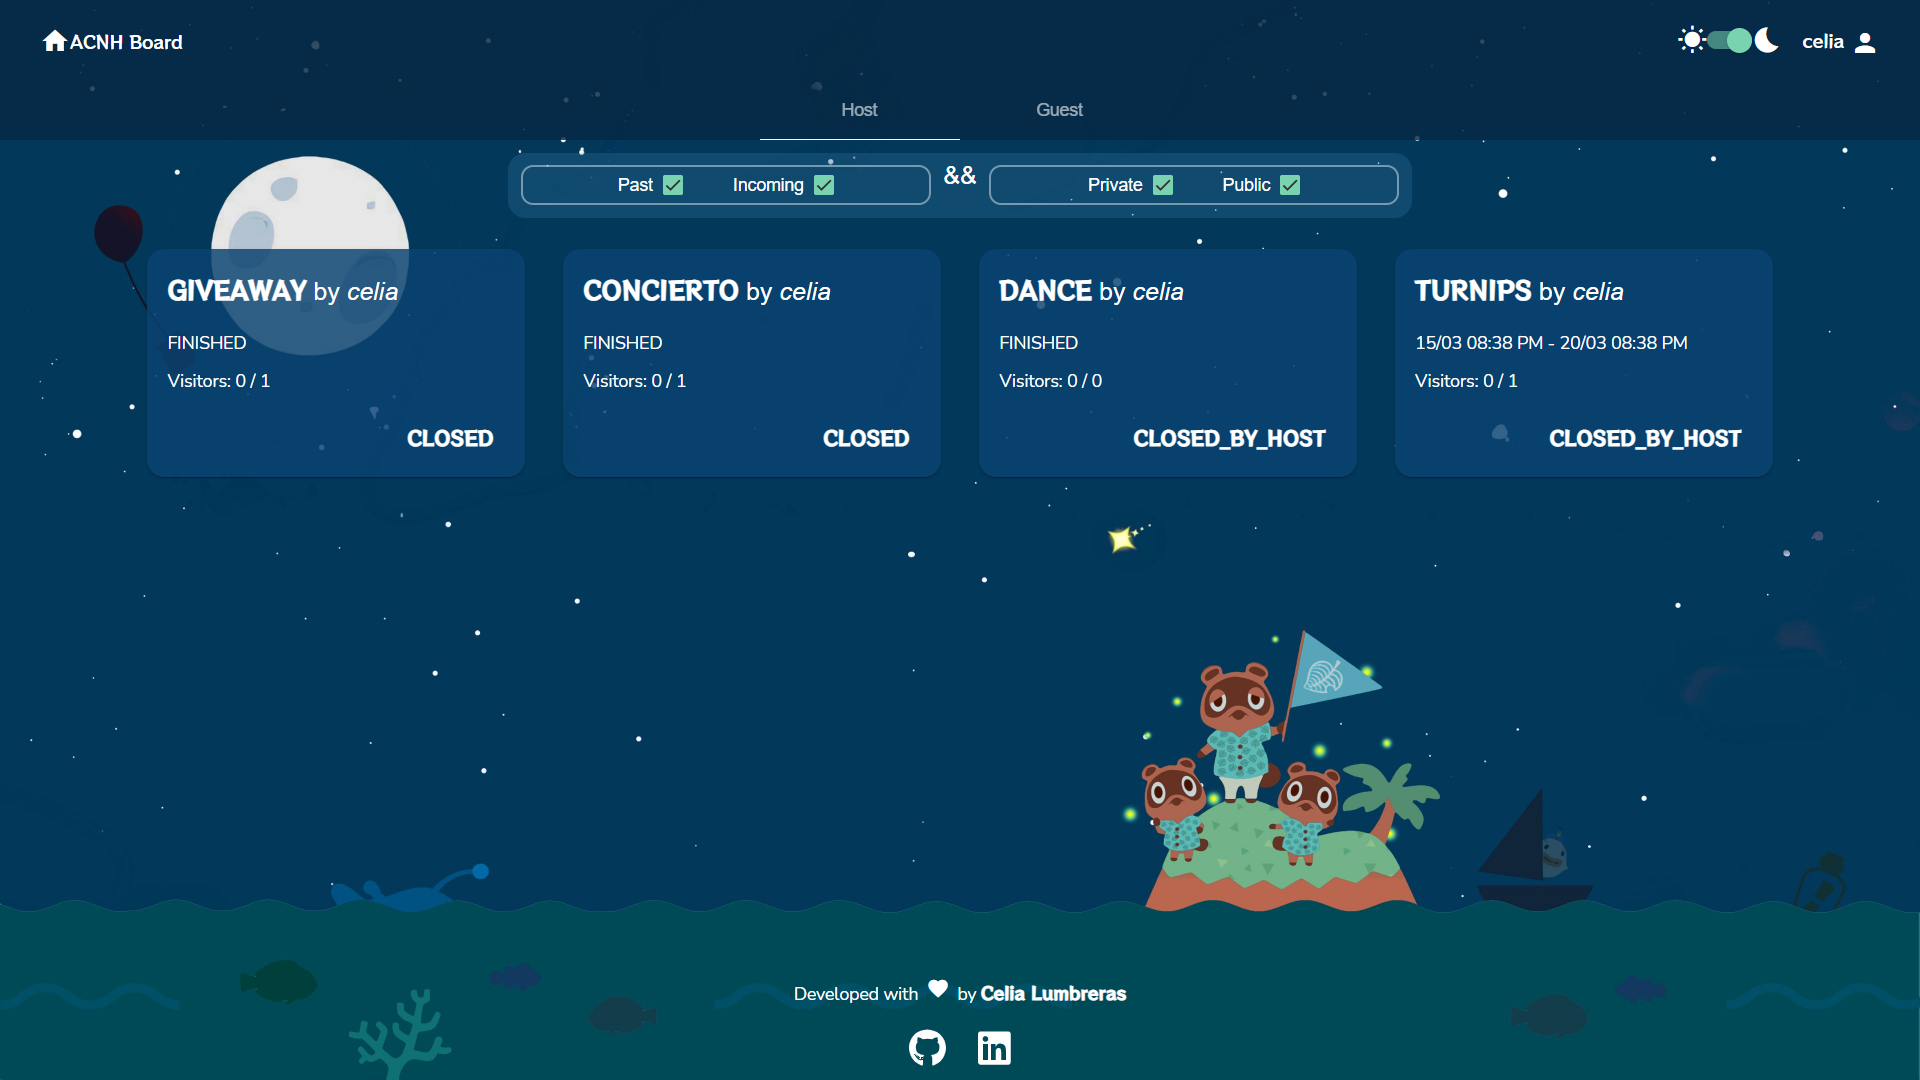 ACNH Board
celia
Host Guest
Past Incoming && Private Public
GIVEAWAY by celia
FINISHED
Visitors: 0 / 1
CLOSED
CONCIERTO by celia
FINISHED
Visitors: 0 / 1
CLOSED
DANCE by celia
FINISHED
Visitors: 0 / 0
CLOSED_BY_HOST
TURNIPS by celia
15/03 08:38 PM - 20/03 08:38 PM
Visitors: 0 / 1
CLOSED_BY_HOST
Developed with by Celia Lumbreras
in